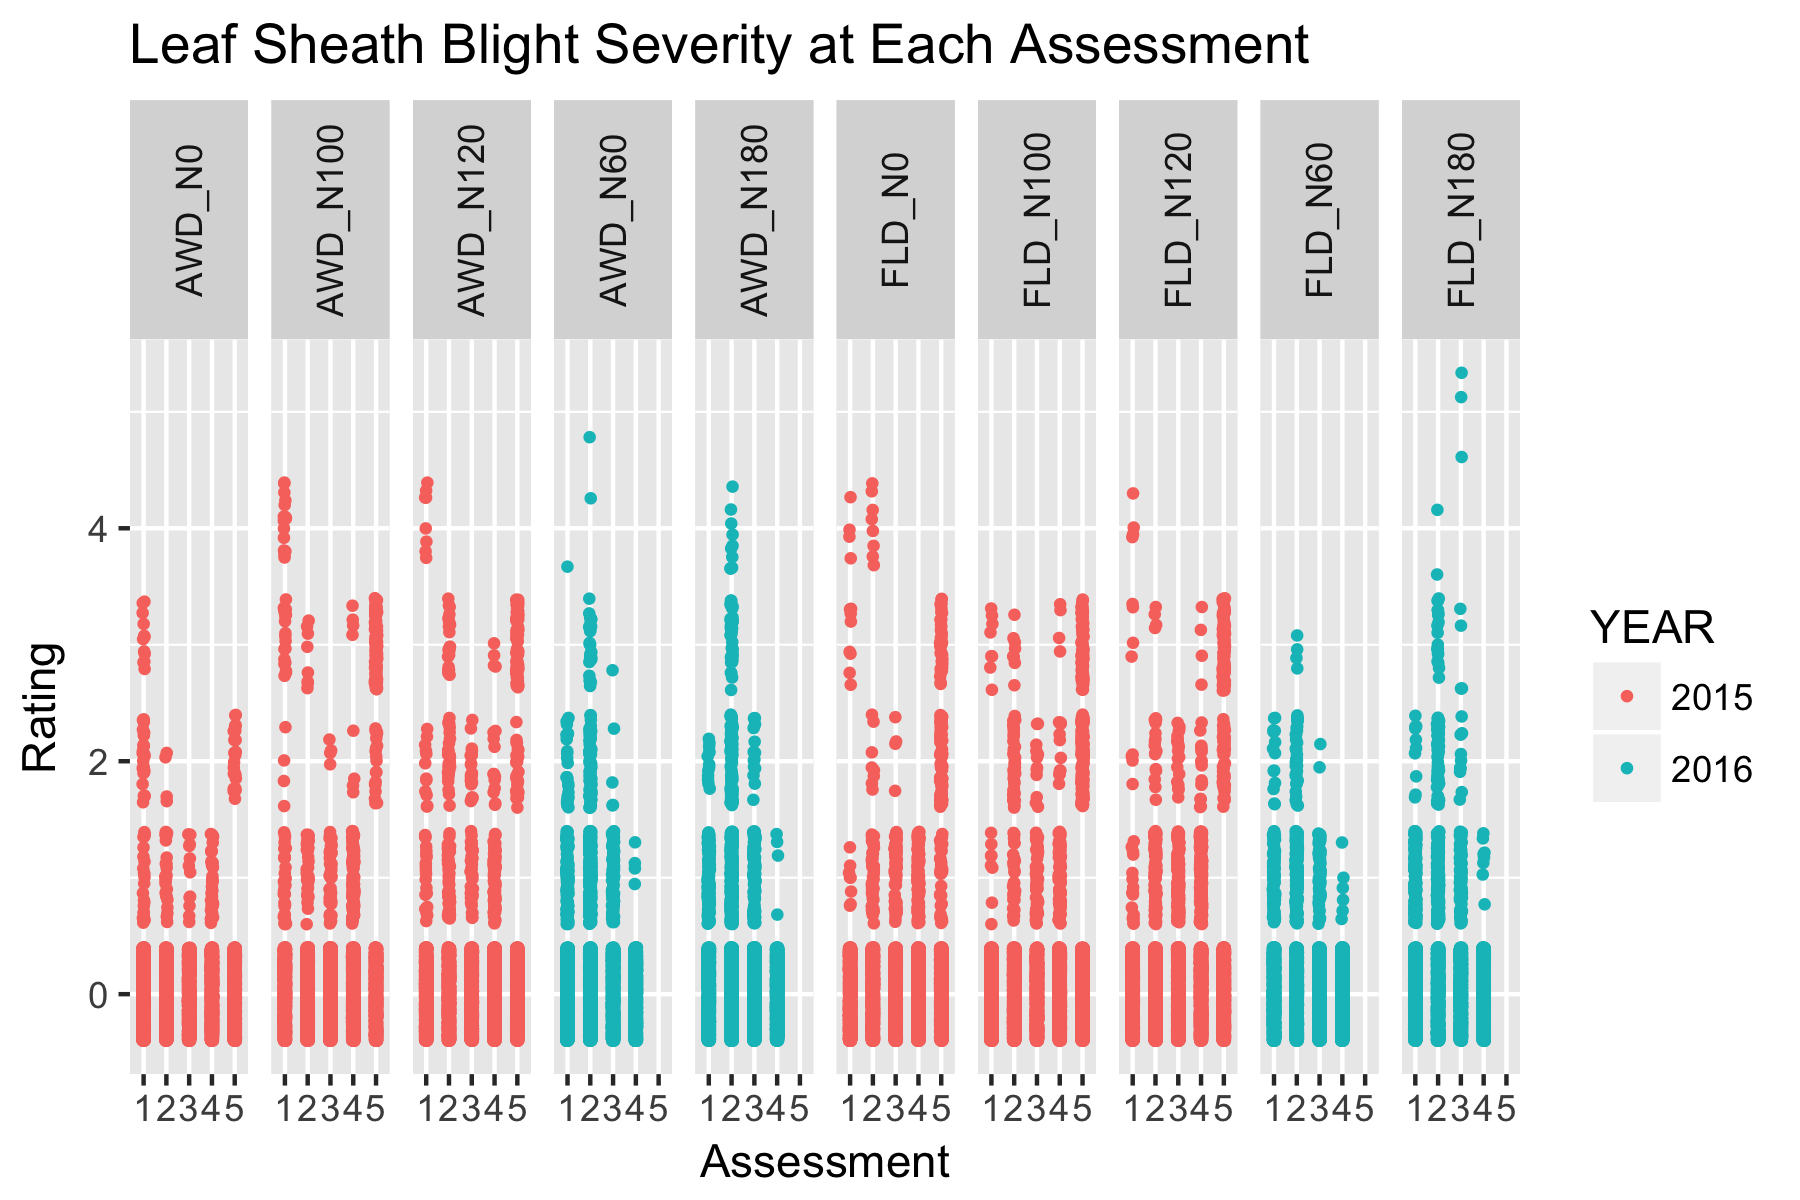 Leaf Sheath Blight Severity at Each Assessment
AWD_N0
AWD_N100
AWD_N120
AWD_N60
AWD_N180
FLD_N0
FLD_N100
FLD_N120
FLD_N60
FLD_N180
Rating
4
2
0
12345 12345 12345 12345 12345 12345 12345 12345 12345 12345
Assessment
YEAR
2015
2016